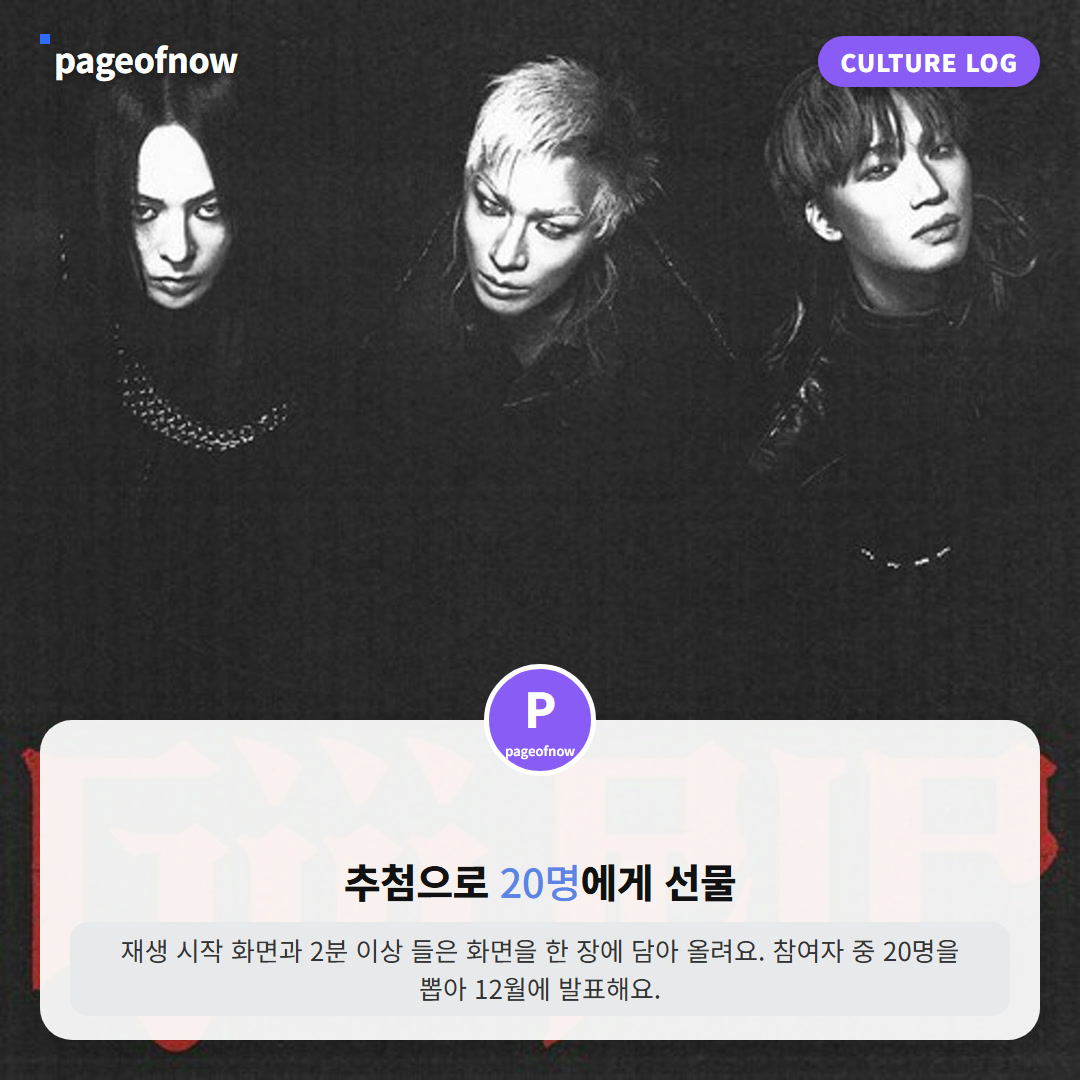 pageofnow
CULTURE LOG
P
pageofnow
추첨으로 20명에게 선물
재생 시작 화면과 2분 이상 들은 화면을 한 장에 담아 올려요. 참여자 중 20명을
뽑아 12월에 발표해요.